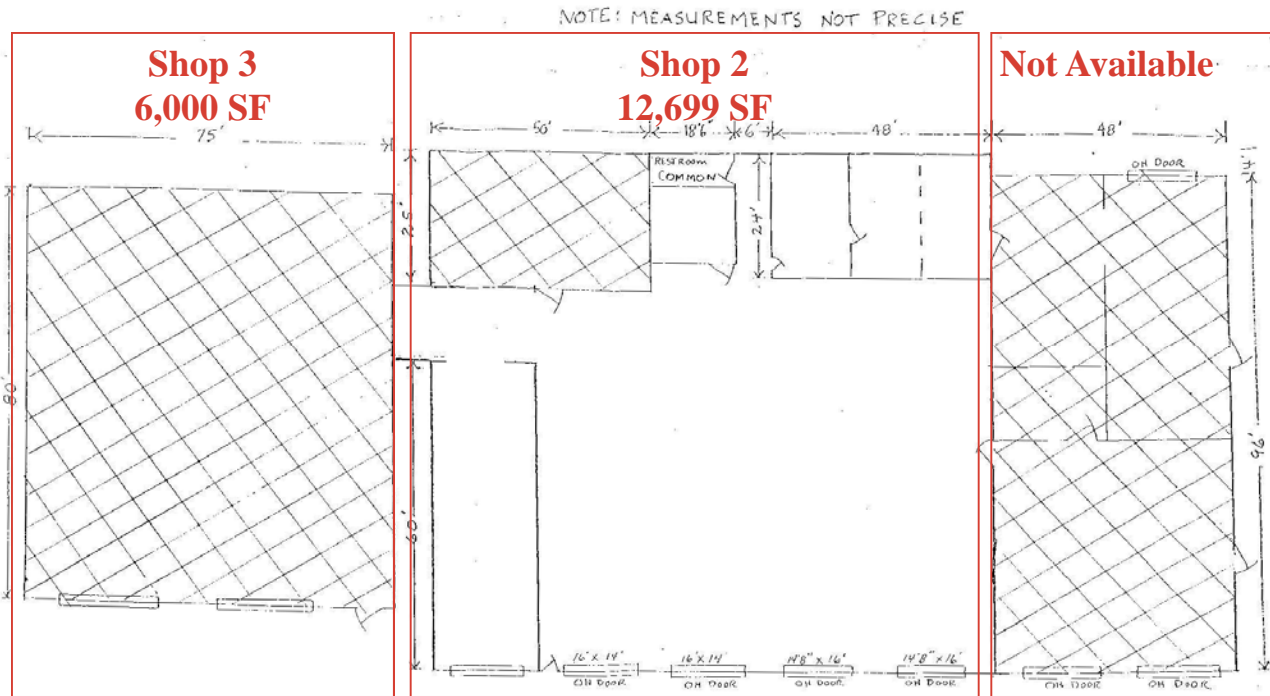 NOTE: MEASUREMENTS NOT PRECISE
Shop 3
6,000 SF
Shop 2
12,699 SF
Not Available
75'
50'
18'6"
6'
48'
48'
RESTROOM
COMMON
OH DOOR
25'
24'
80'
60'
96'
16' x 14'
OH DOOR
16' x 14'
OH DOOR
14'8" x 16'
OH DOOR
14'8" x 16'
OH DOOR
OH DOOR
OH DOOR